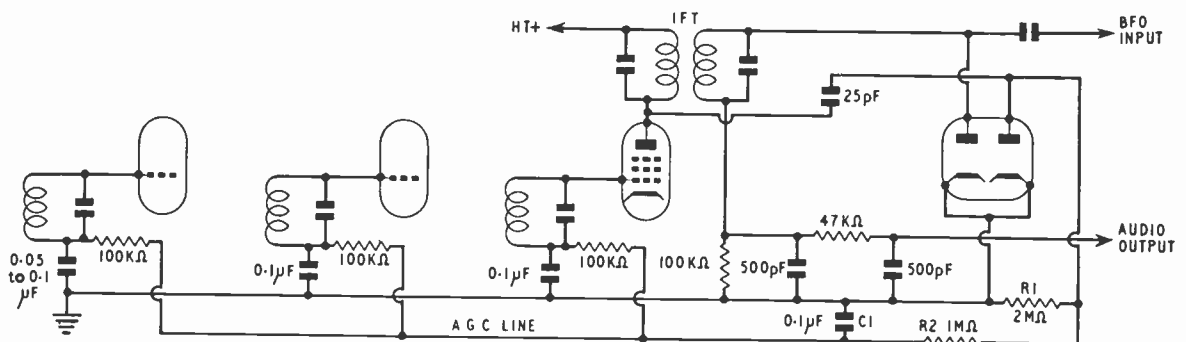 HT+
IFT
BFO
INPUT
25pF
47KΩ
AUDIO
OUTPUT
0·05
to 0·1
μF
100KΩ
0·1μF
100KΩ
0·1μF
100KΩ
100KΩ
500pF
500pF
R1
2MΩ
AGC LINE
0·1μF
C1
R2 1MΩ